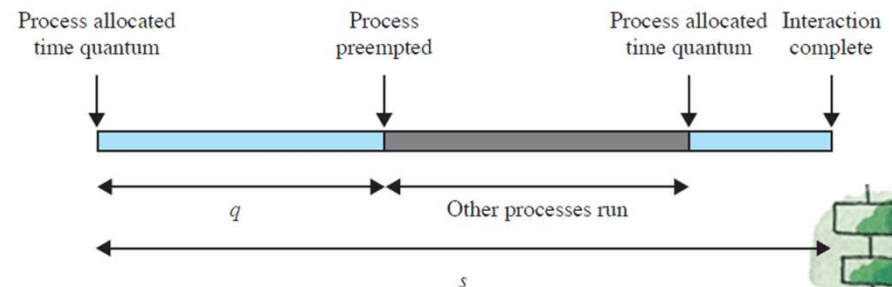 Process allocated
time quantum
Process
preempted
Process allocated
time quantum
Interaction
complete
q
Other processes run
s